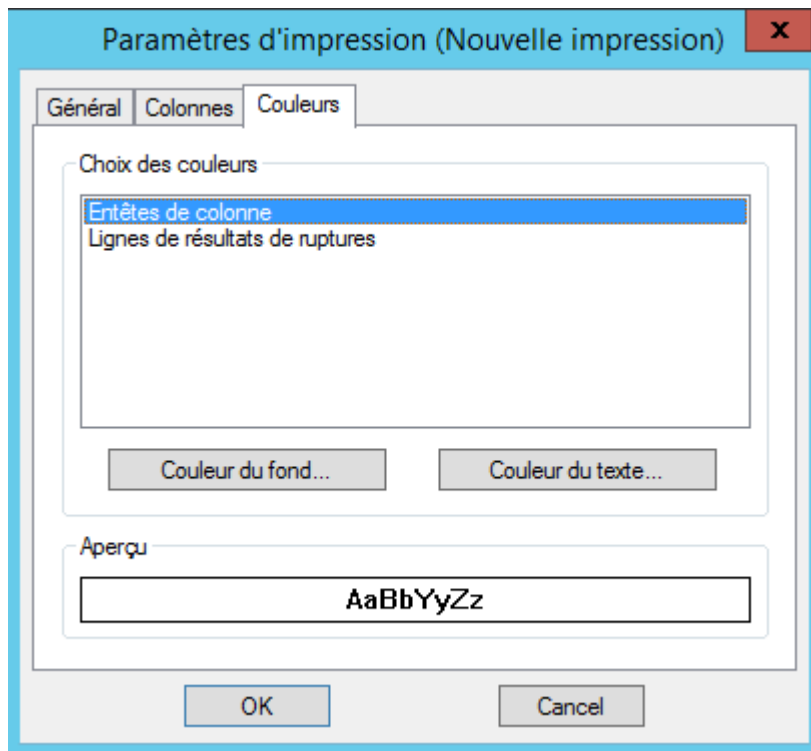 Paramètres d'impression (Nouvelle impression)
x
Général Colonnes Couleurs
Choix des couleurs
Entêtes de colonne
Lignes de résultats de ruptures
Couleur du fond... Couleur du texte...
Aperçu
AaBbYyZz
OK Cancel